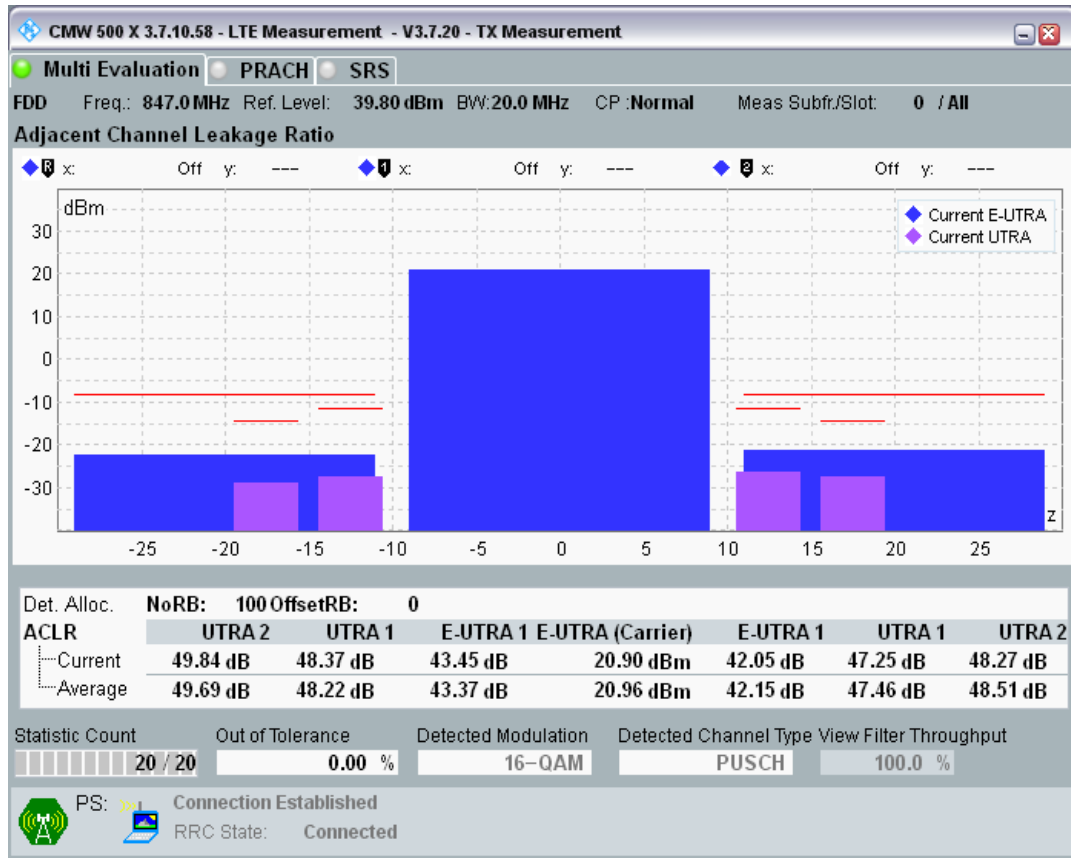 CMW 500 X 3.7.10.58 - LTE Measurement - V3.7.20 - TX Measurement
Multi Evaluation PRACH SRS
FDD Freq.: 847.0 MHz Ref. Level: 39.80 dBm BW:20.0 MHz CP :Normal Meas Subfr./Slot: 0 / All
Adjacent Channel Leakage Ratio
R x: Off y: --- 1 x: Off y: --- 2 x: Off y: ---
dBm
Current E-UTRA
Current UTRA
30
20
10
0
-10
-20
-30
z
-25 -20 -15 -10 -5 0 5 10 15 20 25
Det. Alloc. NoRB: 100 OffsetRB: 0
ACLR UTRA 2 UTRA 1 E-UTRA 1 E-UTRA (Carrier) E-UTRA 1 UTRA 1 UTRA 2
Current 49.84 dB 48.37 dB 43.45 dB 20.90 dBm 42.05 dB 47.25 dB 48.27 dB
Average 49.69 dB 48.22 dB 43.37 dB 20.96 dBm 42.15 dB 47.46 dB 48.51 dB
Statistic Count Out of Tolerance Detected Modulation Detected Channel Type View Filter Throughput
20 / 20 0.00 % 16-QAM PUSCH 100.0 %
PS: Connection Established
RRC State: Connected